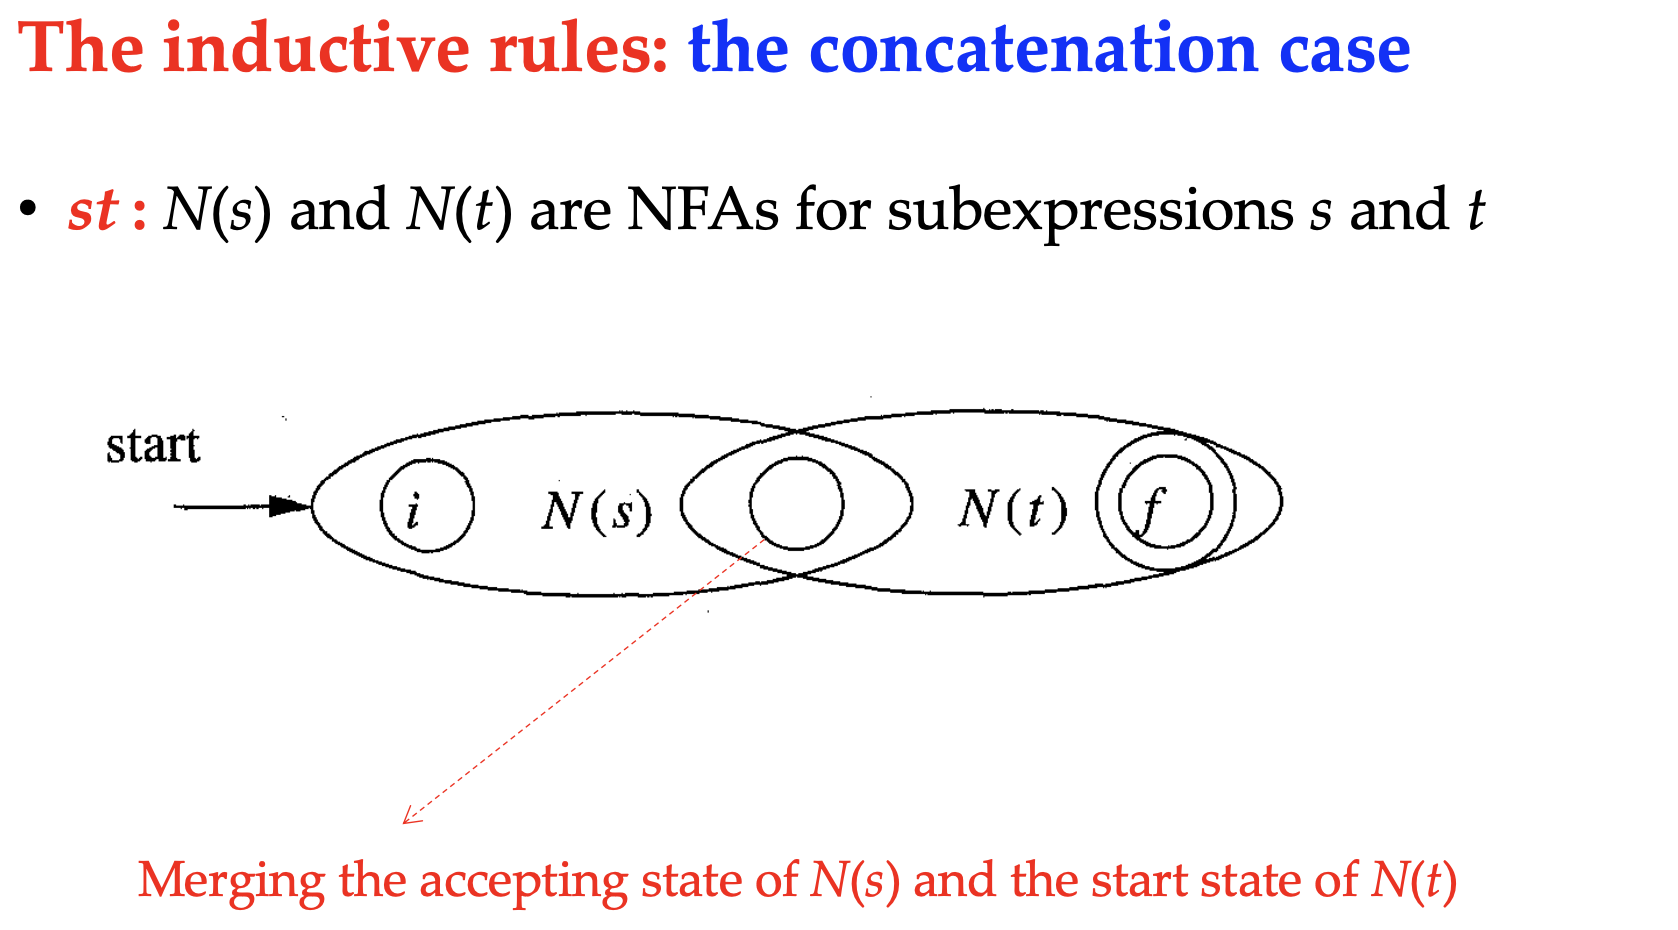 The inductive rules: the concatenation case
• st : N(s) and N(t) are NFAs for subexpressions s and t
start
i N(s) N(t) f
Merging the accepting state of N(s) and the start state of N(t)